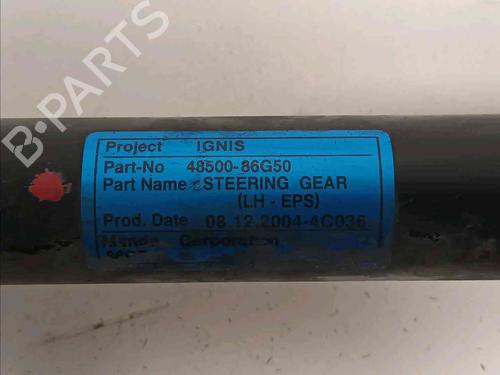 B-PARTS
Project IGNIS
Part-No 48500-86G50
Part Name STEERING GEAR
(LH - EPS)
Prod. Date 08.12.2004-4C036
Corporation